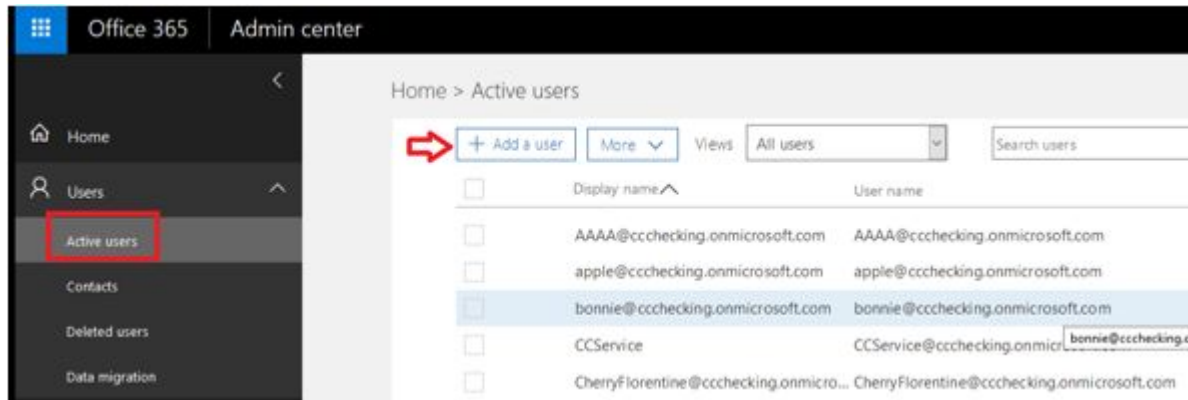 Office 365 Admin center
Home > Active users
Home
+ Add a user More Views All users Search users
Users
Display name User name
Active users
AAAA@ccchecking.onmicrosoft.com AAAA@ccchecking.onmicrosoft.com
apple@ccchecking.onmicrosoft.com apple@ccchecking.onmicrosoft.com
Contacts
bonnie@ccchecking.onmicrosoft.com bonnie@ccchecking.onmicrosoft.com
Deleted users
bonnie@ccchecking.
CCService CCService@ccchecking.onmicr
Data migration
CherryFlorentine@ccchecking.onmicro... CherryFlorentine@ccchecking.onmicrosoft.com